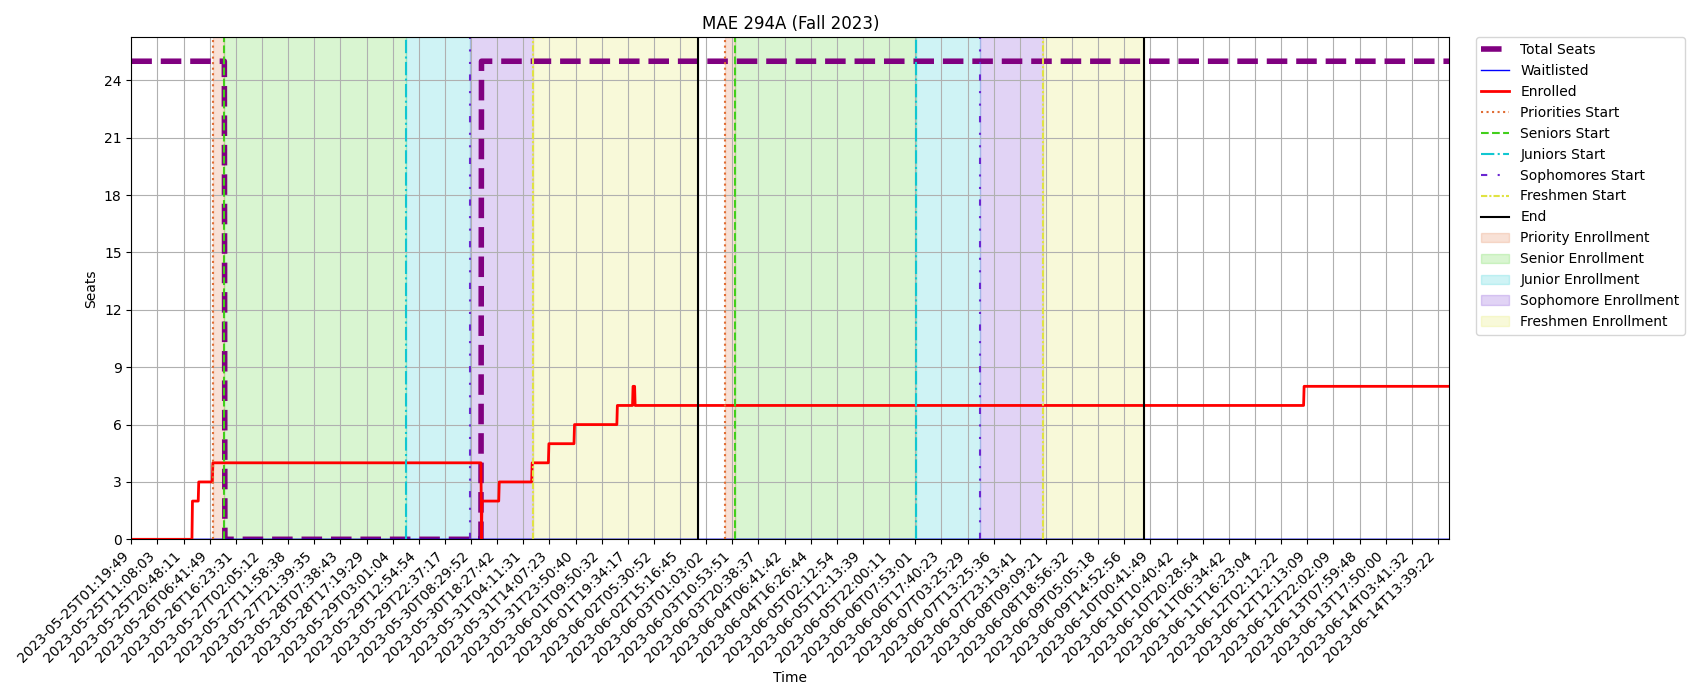 MAE 294A (Fall 2023)
Seats
24
21
18
15
12
9
6
3
0
2023-05-25T01:19:49
2023-05-25T11:08:03
2023-05-25T20:48:11
2023-05-26T06:41:49
2023-05-26T16:23:31
2023-05-27T02:05:12
2023-05-27T11:58:38
2023-05-27T21:39:35
2023-05-28T07:38:43
2023-05-28T17:19:29
2023-05-29T03:01:04
2023-05-29T12:54:54
2023-05-29T22:37:17
2023-05-30T08:29:52
2023-05-30T18:27:42
2023-05-31T04:11:31
2023-05-31T14:07:23
2023-05-31T23:50:40
2023-06-01T09:50:32
2023-06-01T19:34:17
2023-06-02T05:30:52
2023-06-02T15:16:45
2023-06-03T01:03:02
2023-06-03T10:53:51
2023-06-03T20:38:37
2023-06-04T06:41:42
2023-06-04T16:26:44
2023-06-05T02:12:54
2023-06-05T12:13:39
2023-06-05T22:00:11
2023-06-06T07:53:01
2023-06-06T17:40:23
2023-06-07T03:25:29
2023-06-07T13:25:36
2023-06-07T23:13:41
2023-06-08T09:09:21
2023-06-08T18:56:32
2023-06-09T05:05:18
2023-06-09T14:52:56
2023-06-10T00:41:49
2023-06-10T10:40:42
2023-06-10T20:28:54
2023-06-11T06:34:42
2023-06-11T16:23:04
2023-06-12T02:12:22
2023-06-12T12:13:09
2023-06-12T22:02:09
2023-06-13T07:59:48
2023-06-13T17:50:00
2023-06-14T03:41:32
2023-06-14T13:39:22
Time
Total Seats
Waitlisted
Enrolled
Priorities Start
Seniors Start
Juniors Start
Sophomores Start
Freshmen Start
End
Priority Enrollment
Senior Enrollment
Junior Enrollment
Sophomore Enrollment
Freshmen Enrollment